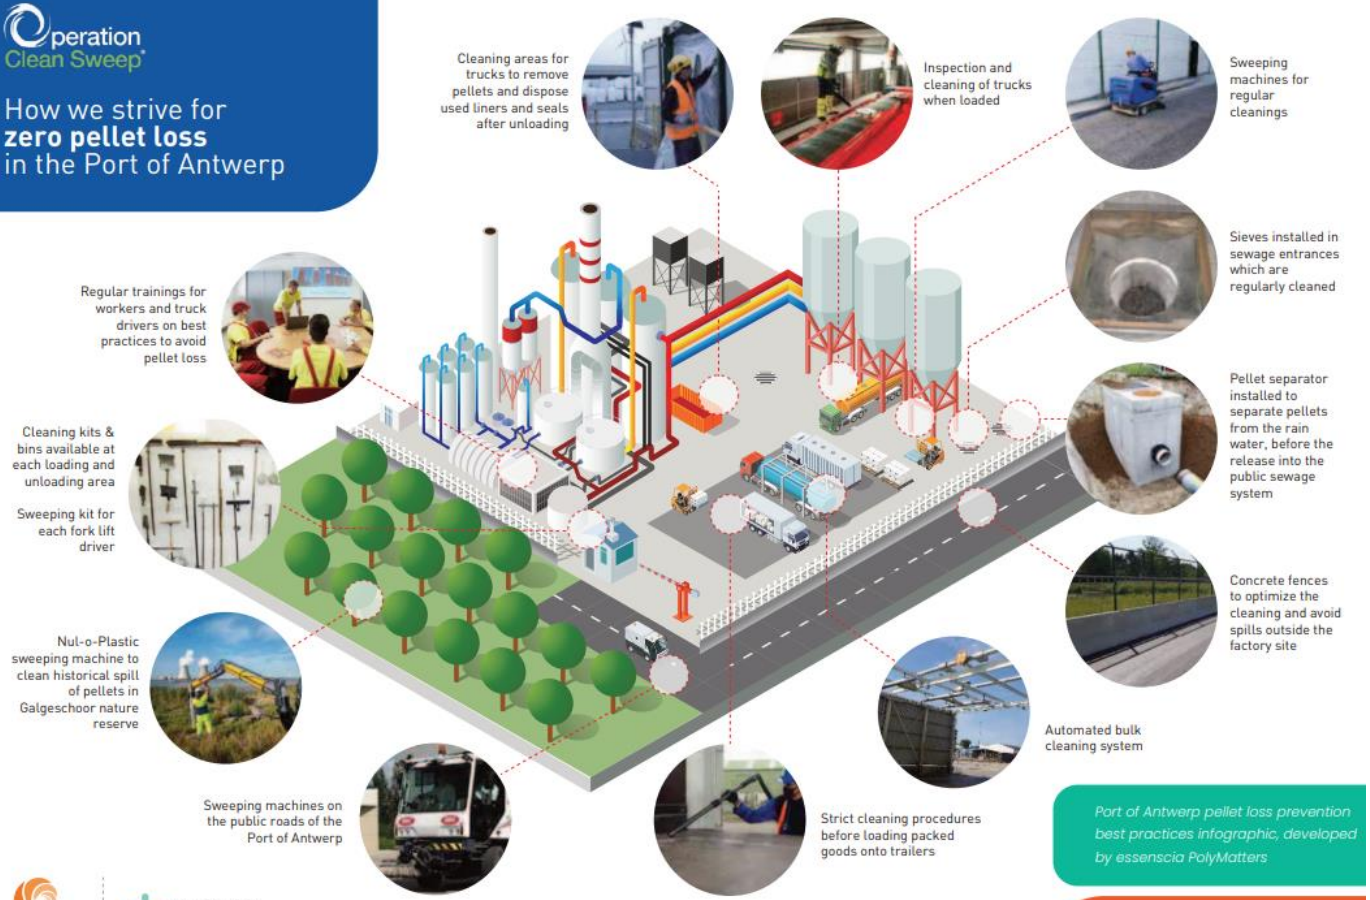 Operation
Clean Sweep®
How we strive for
zero pellet loss
in the Port of Antwerp
Cleaning areas for
trucks to remove
pellets and dispose
used liners and seals
after unloading
Inspection and
cleaning of trucks
when loaded
Sweeping
machines for
regular
cleanings
Sieves installed in
sewage entrances
which are
regularly cleaned
Regular trainings for
workers and truck
drivers on best
practices to avoid
pellet loss
Pellet separator
installed to
separate pellets
from the rain
water, before the
release into the
public sewage
system
Cleaning kits &
bins available at
each loading and
unloading area
Sweeping kit for
each fork lift
driver
Concrete fences
to optimize the
cleaning and avoid
spills outside the
factory site
Nul-o-Plastic
sweeping machine to
clean historical spill
of pellets in
Galgeschoor nature
reserve
Automated bulk
cleaning system
Sweeping machines on
the public roads of the
Port of Antwerp
Strict cleaning procedures
before loading packed
goods onto trailers
Port of Antwerp pellet loss prevention
best practices infographic, developed
by essenscia PolyMatters